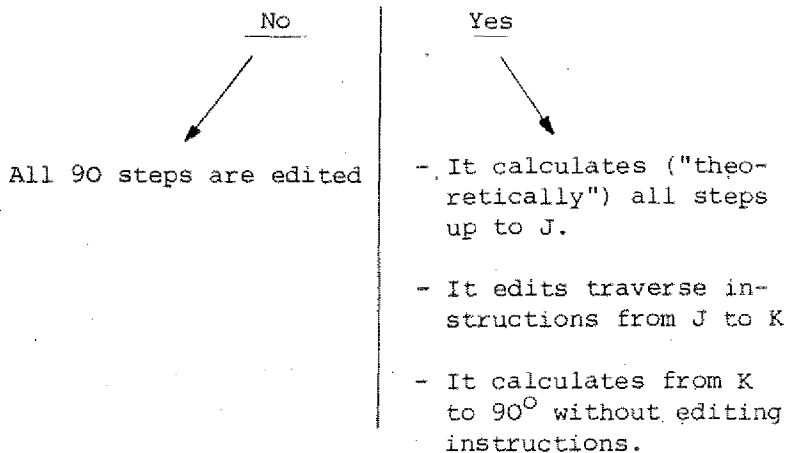 No
All 90 steps are edited
Yes
- It calculates ("theo-
retically") all steps
up to J.
- It edits traverse in-
structions from J to K
- It calculates from K
to 90° without editing
instructions.